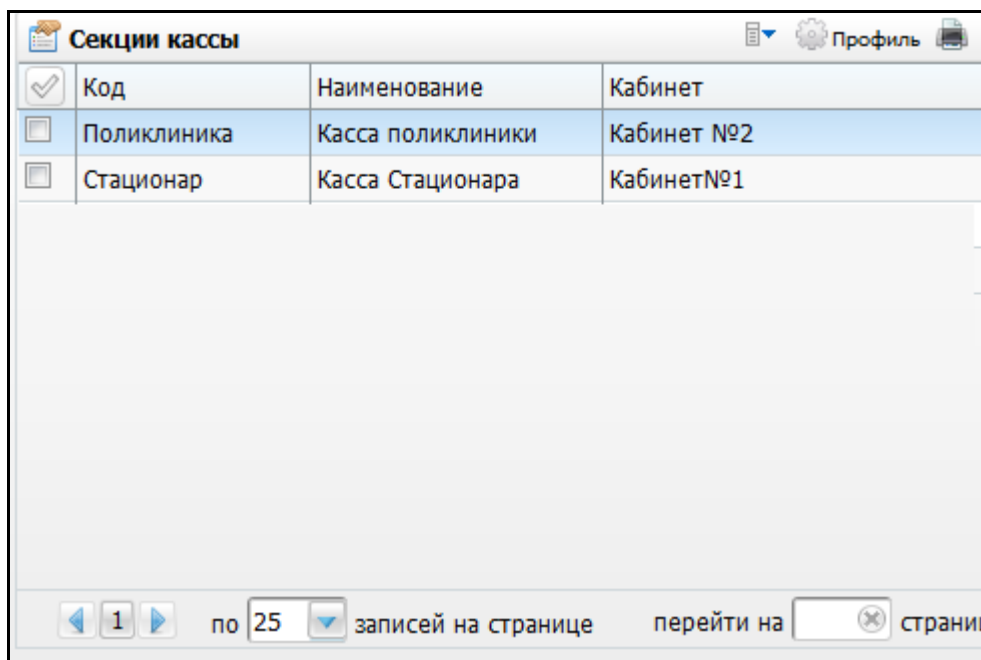 Секции кассы Профиль
Код Наименование Кабинет
Поликлиника Касса поликлиники Кабинет №2
Стационар Касса Стационара Кабинет№1
1 по 25 записей на странице перейти на